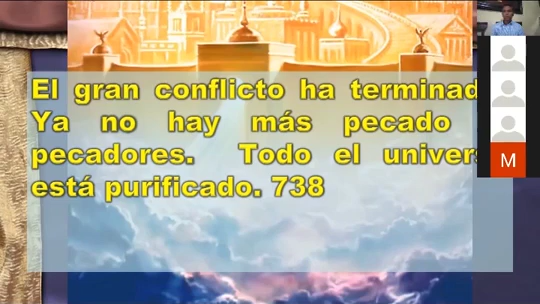 El gran conflicto ha terminad
Ya no hay más pecado
pecadores. Todo el univers
está purificado. 738
M